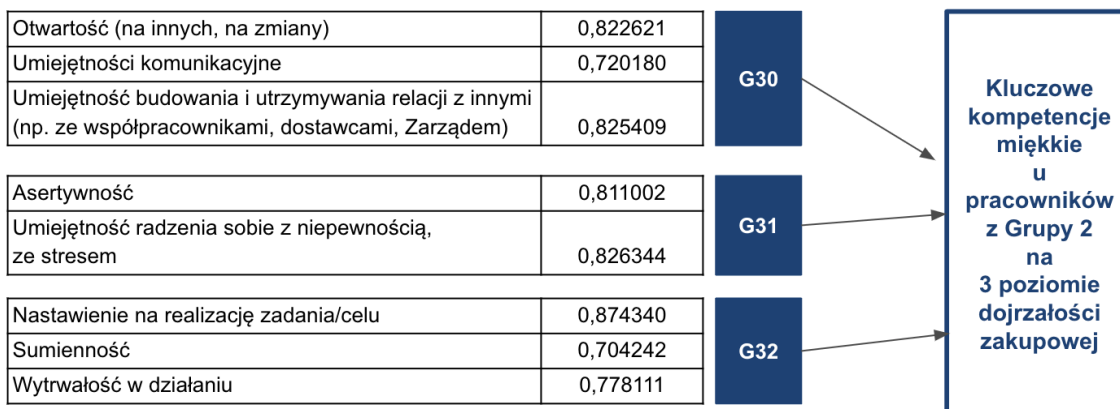 Otwartość (na innych, na zmiany) 0,822621
Umiejętności komunikacyjne 0,720180
Umiejętność budowania i utrzymywania relacji z innymi
(np. ze współpracownikami, dostawcami, Zarządem) 0,825409
G30
Asertywność 0,811002
Umiejętność radzenia sobie z niepewnością,
ze stresem 0,826344
G31
Nastawienie na realizację zadania/celu 0,874340
Sumienność 0,704242
Wytrwałość w działaniu 0,778111
G32
Kluczowe
kompetencje
miękkie
u
pracowników
z Grupy 2
na
3 poziomie
dojrzałości
zakupowej